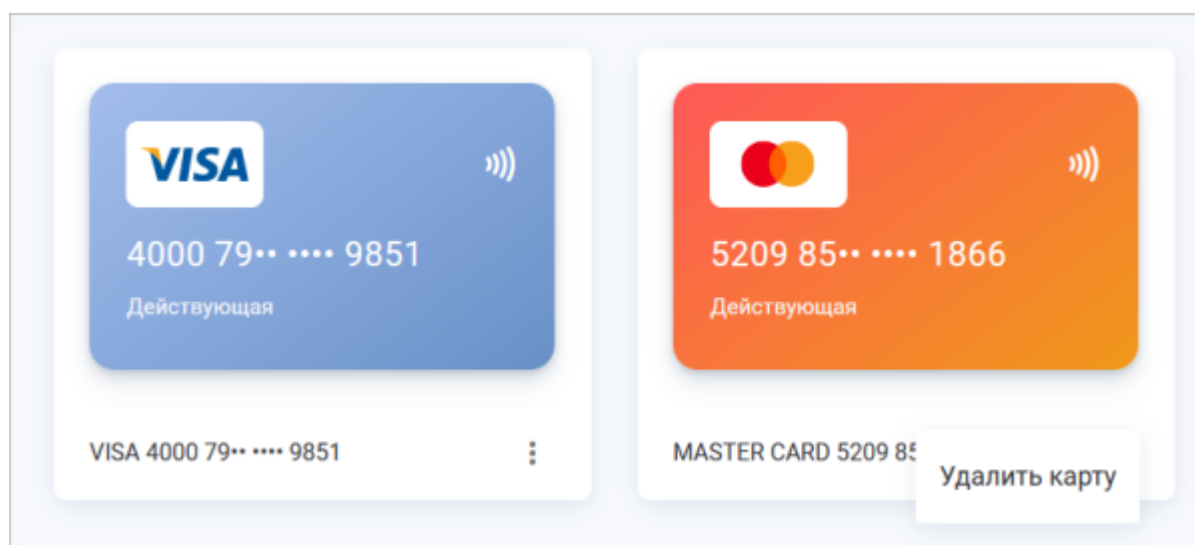 VISA
4000 79•• •••• 9851
Действующая
VISA 4000 79•• •••• 9851
5209 85•• •••• 1866
Действующая
MASTER CARD 5209 85
Удалить карту